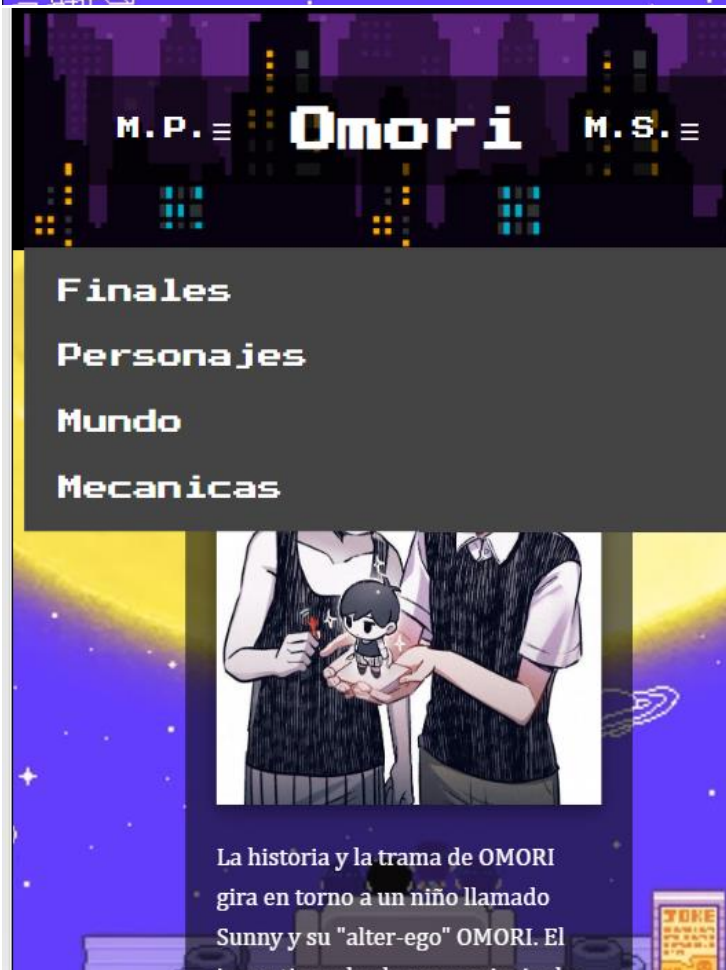 M.P.☰ Omori M.S.☰
Finales
Personajes
Mundo
Mecanicas
La historia y la trama de OMORI
gira en torno a un niño llamado
Sunny y su "alter-ego" OMORI. El
JOKE